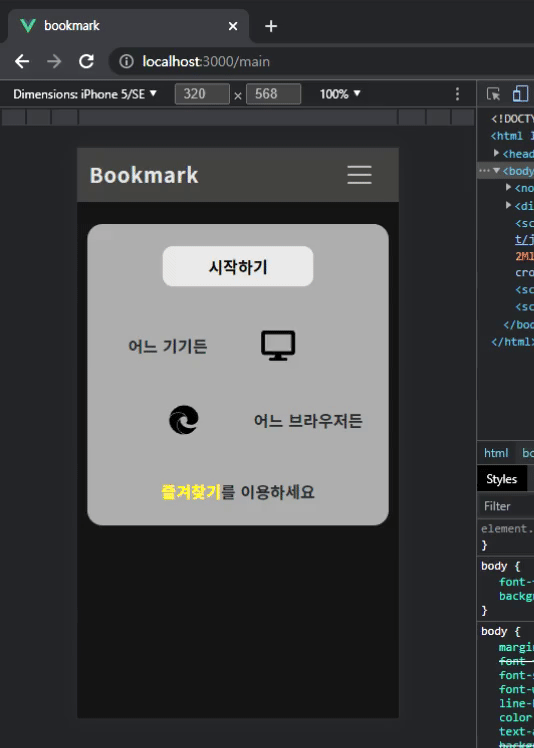 bookmark
localhost:3000/main
Dimensions: iPhone 5/SE ▼ 320 × 568 100% ▼
Bookmark
시작하기
어느 기기든
어느 브라우저든
즐겨찾기를 이용하세요
<!DOCTY
<html l
<head
<body
<no
<di
<sc
t/j
2Ml
cro
<sc
<sc
</bod
</html>
html bo
Styles
Filter
element.
}
body {
font-f
backg
}
body {
margi
font-
font-s
font-w
line-h
color
text-a
backg